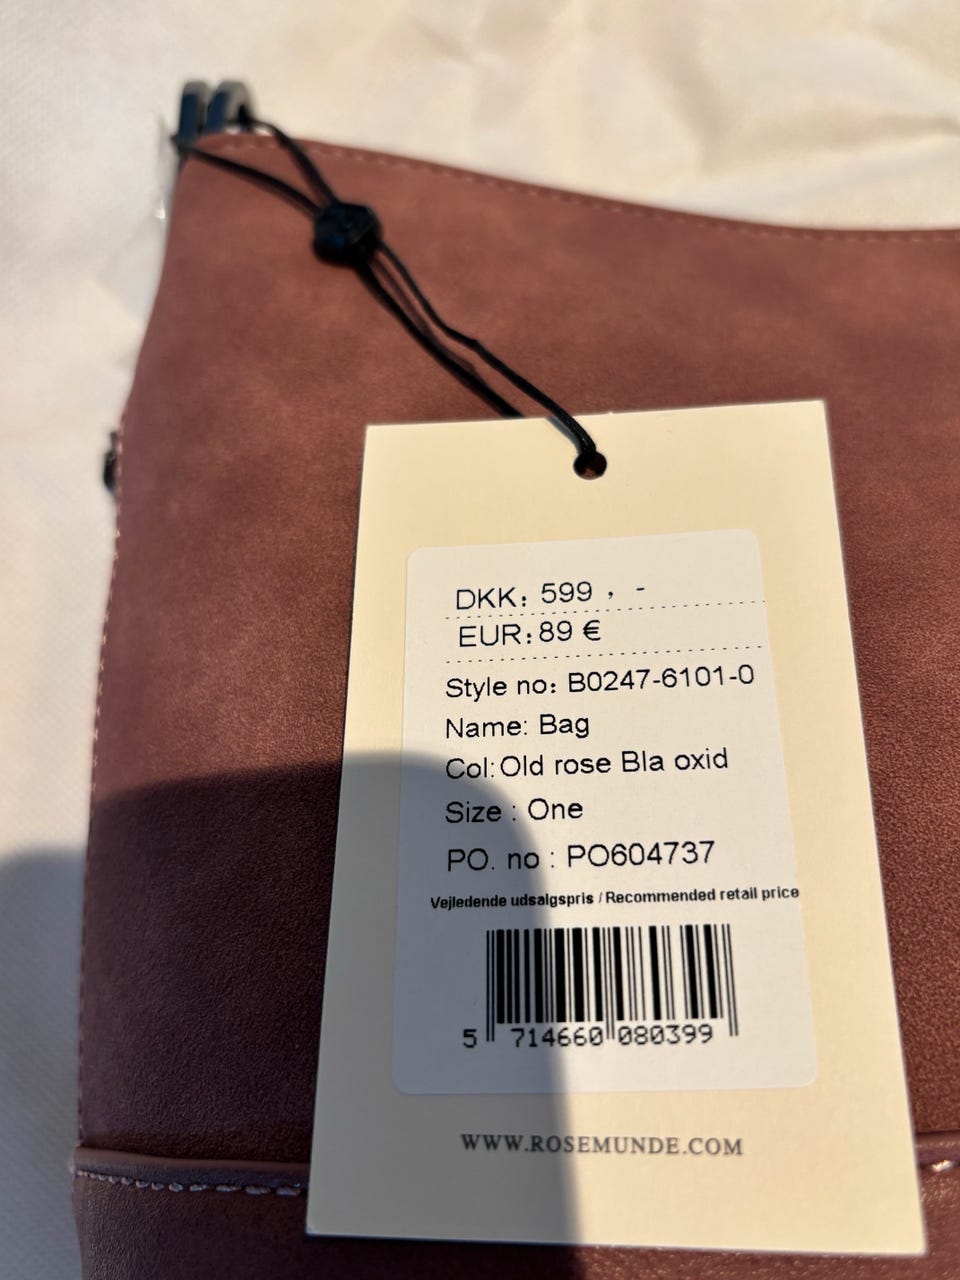 DKK: 599 , -
EUR: 89 €
Style no: B0247-6101-0
Name: Bag
Col: Old rose Bla oxid
Size : One
PO. no : PO604737
Vejledende udsalgspris / Recommended retail price
5 714660 080399
WWW.ROSEMUNDE.COM